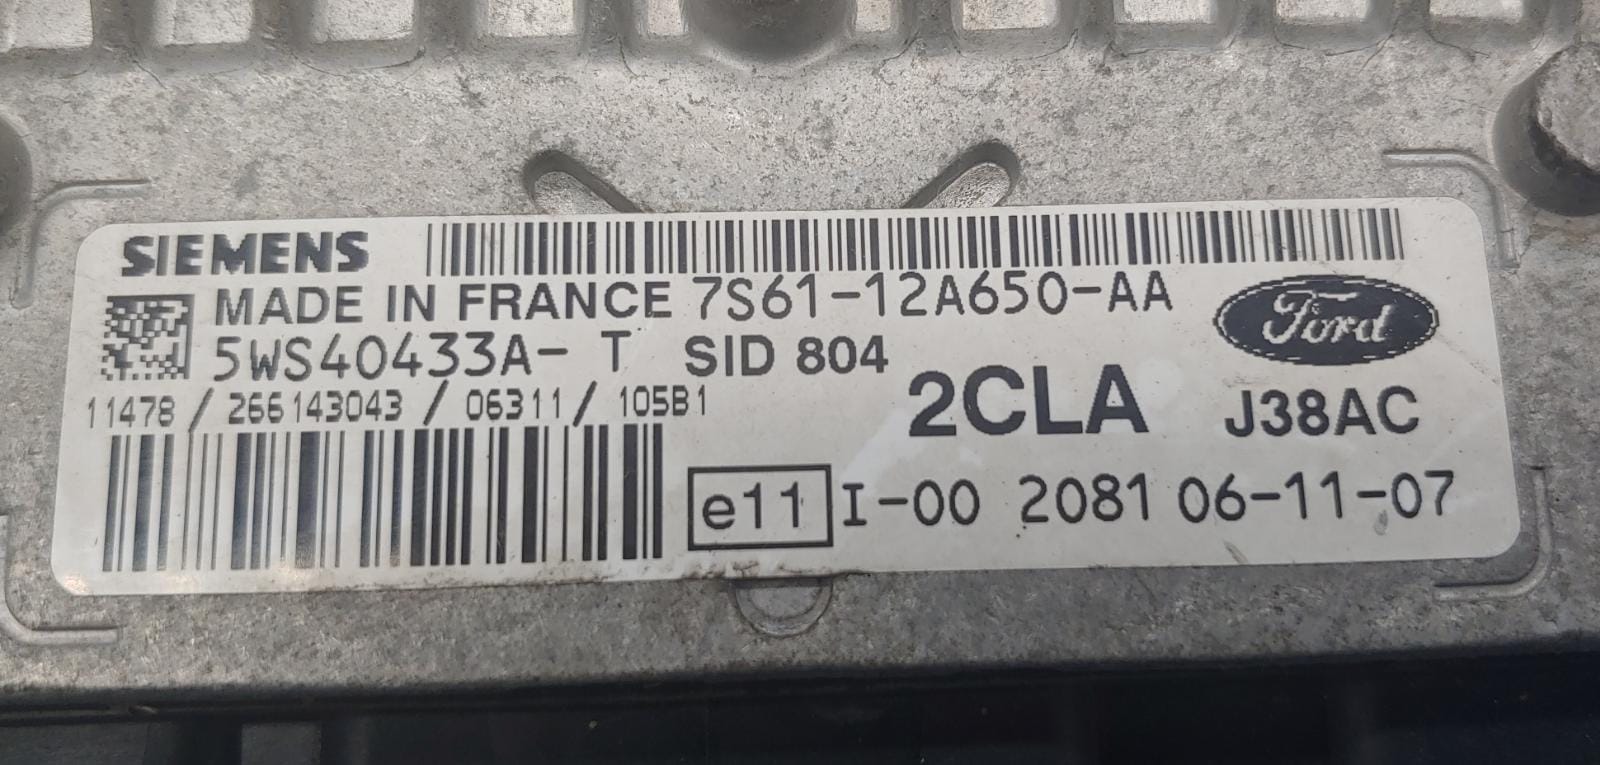 SIEMENS
MADE IN FRANCE 7S61-12A650-AA
Ford
5WS40433A- T SID 804
2CLA J38AC
11478 / 266143043 / 06311 / 105B1
e11 I-00 2081 06-11-07